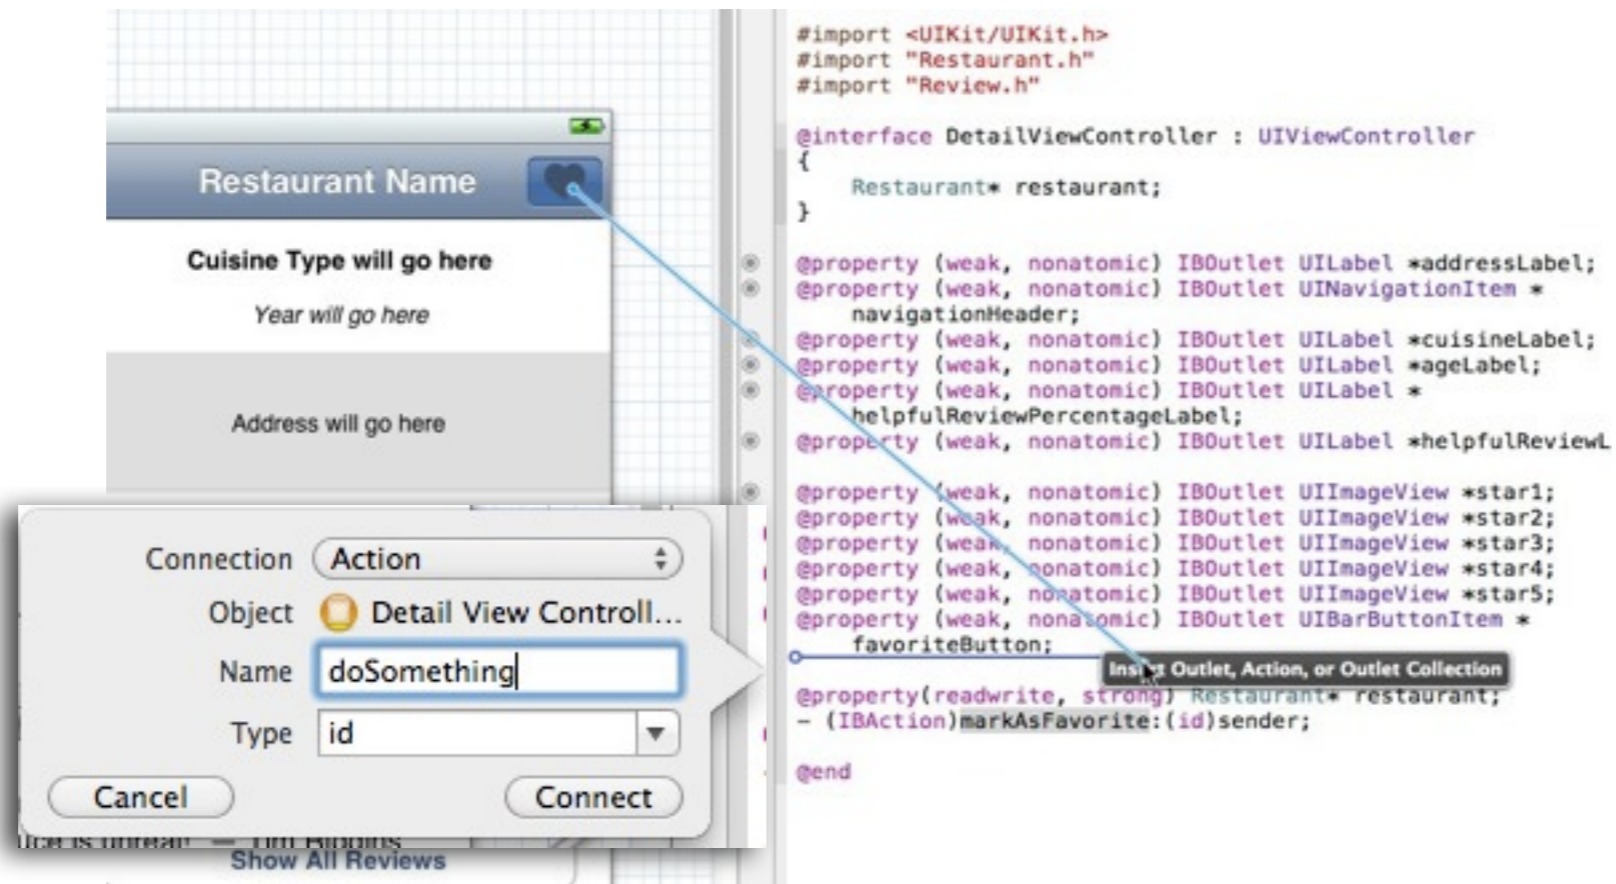 Restaurant Name
Cuisine Type will go here
Year will go here
Address will go here
Connection Action
Object Detail View Controll...
Name doSomething
Type id
Cancel Connect
Show All Reviews
#import <UIKit/UIKit.h>
#import "Restaurant.h"
#import "Review.h"
@interface DetailViewController : UIViewController
{
Restaurant* restaurant;
}
@property (weak, nonatomic) IBOutlet UILabel *addressLabel;
@property (weak, nonatomic) IBOutlet UINavigationItem *
navigationHeader;
@property (weak, nonatomic) IBOutlet UILabel *cuisineLabel;
@property (weak, nonatomic) IBOutlet UILabel *ageLabel;
@property (weak, nonatomic) IBOutlet UILabel *
helpfulReviewPercentageLabel;
@property (weak, nonatomic) IBOutlet UILabel *helpfulReviewL
@property (weak, nonatomic) IBOutlet UIImageView *star1;
@property (weak, nonatomic) IBOutlet UIImageView *star2;
@property (weak, nonatomic) IBOutlet UIImageView *star3;
@property (weak, nonatomic) IBOutlet UIImageView *star4;
@property (weak, nonatomic) IBOutlet UIImageView *star5;
@property (weak, nonatomic) IBOutlet UIBarButtonItem *
favoriteButton;
Insert Outlet, Action, or Outlet Collection
@property(readwrite, strong) Restaurant* restaurant;
- (IBAction)markAsFavorite:(id)sender;
@end